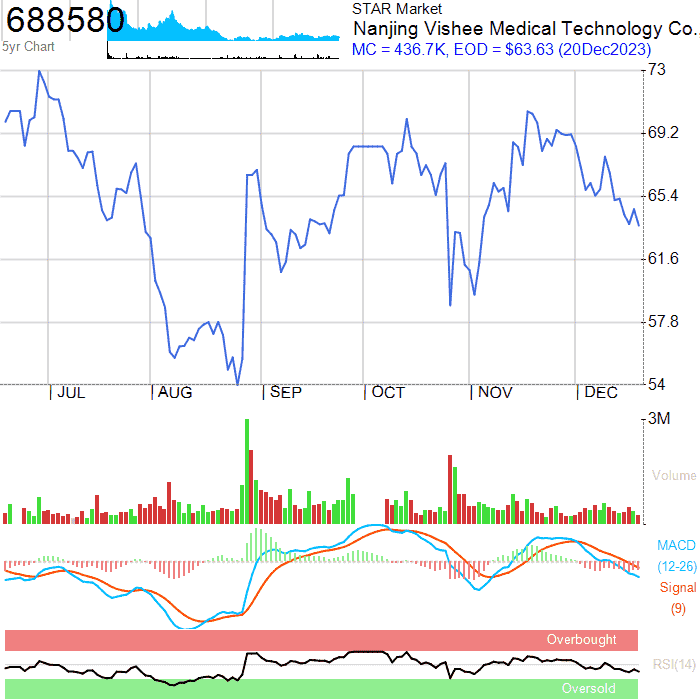 688580
5yr Chart
STAR Market
Nanjing Vishee Medical Technology Co.,
MC = 436.7K, EOD = $63.63 (20Dec2023)
73
69.2
65.4
61.6
57.8
54
JUL AUG SEP OCT NOV DEC
3M
Volume
MACD
(12-26)
Signal
(9)
Overbought
RSI(14)
Oversold